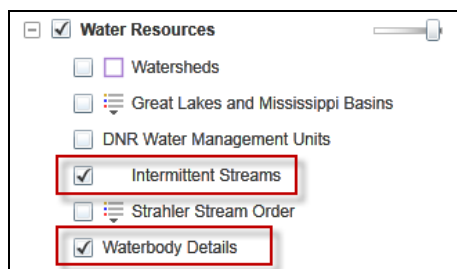 Water Resources
Watersheds
Great Lakes and Mississippi Basins
DNR Water Management Units
Intermittent Streams
Strahler Stream Order
Waterbody Details